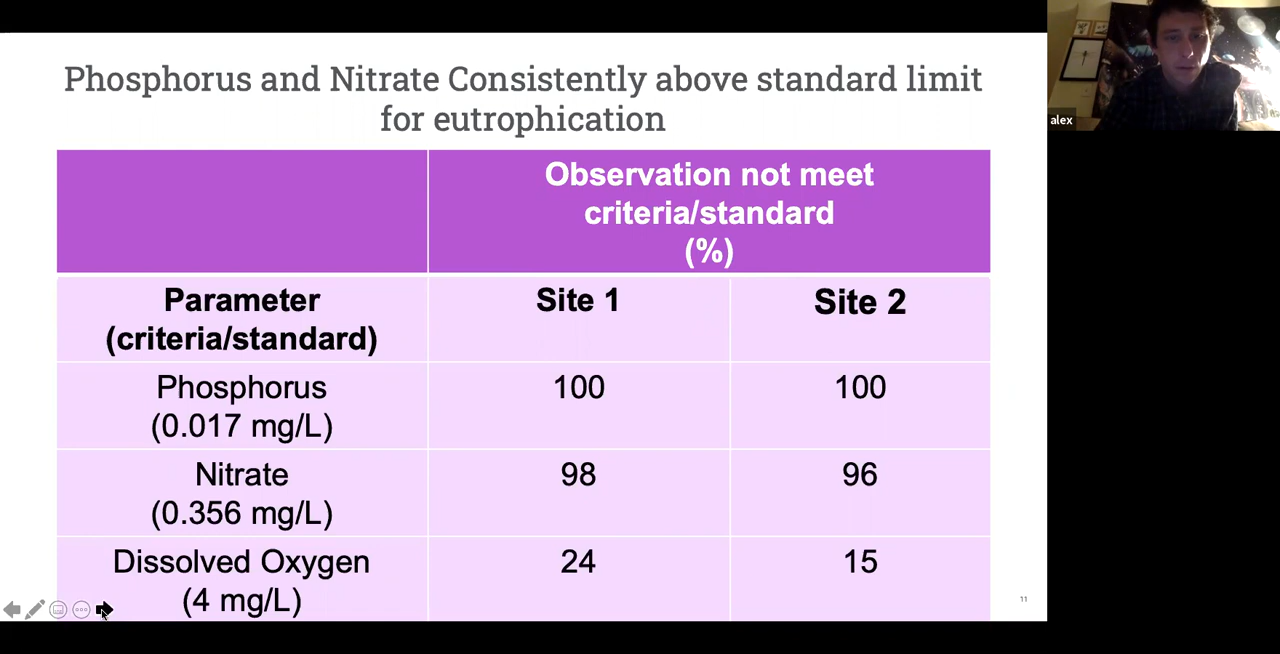 Phosphorus and Nitrate Consistently above standard limit
for eutrophication
Observation not meet
criteria/standard
(%)
Parameter
(criteria/standard)
Site 1
Site 2
Phosphorus
(0.017 mg/L)
100
100
Nitrate
(0.356 mg/L)
98
96
Dissolved Oxygen
(4 mg/L)
24
15
11
alex